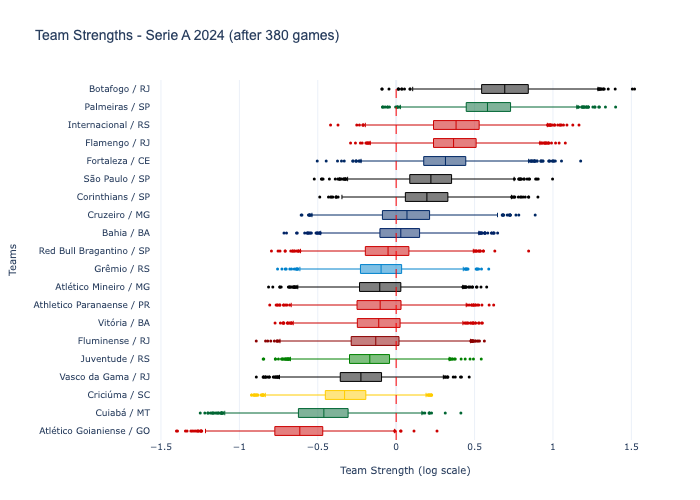 Team Strengths - Serie A 2024 (after 380 games)
Teams
Botafogo / RJ
Palmeiras / SP
Internacional / RS
Flamengo / RJ
Fortaleza / CE
São Paulo / SP
Corinthians / SP
Cruzeiro / MG
Bahia / BA
Red Bull Bragantino / SP
Grêmio / RS
Atlético Mineiro / MG
Athletico Paranaense / PR
Vitória / BA
Fluminense / RJ
Juventude / RS
Vasco da Gama / RJ
Criciúma / SC
Cuiabá / MT
Atlético Goianiense / GO
−1.5 −1 −0.5 0 0.5 1 1.5
Team Strength (log scale)